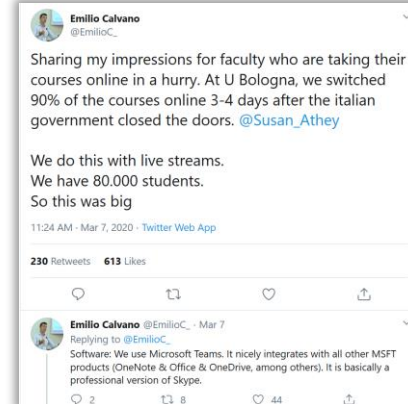 Emilio Calvano
@EmilioC_
Sharing my impressions for faculty who are taking their
courses online in a hurry. At U Bologna, we switched
90% of the courses online 3-4 days after the italian
government closed the doors. @Susan_Athey
We do this with live streams.
We have 80.000 students.
So this was big
11:24 AM · Mar 7, 2020 · Twitter Web App
230 Retweets 613 Likes
Emilio Calvano @EmilioC_ · Mar 7
Replying to @EmilioC_
Software: We use Microsoft Teams. It nicely integrates with all other MSFT
products (OneNote & Office & OneDrive, among others). It is basically a
professional version of Skype.
2 8 44